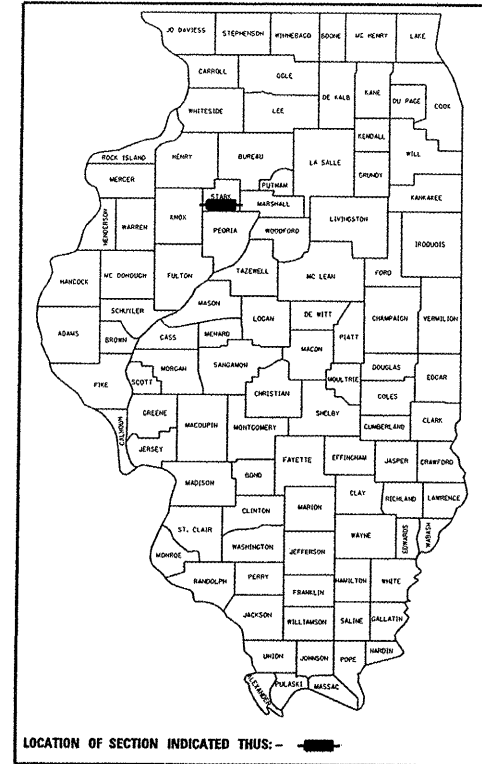 JO DAVIESS STEPHENSON WINNEBAGO BOONE MC HENRY LAKE
CARROLL OGLE DE KALB KANE DU PAGE COOK
WHITESIDE LEE KENDALL WILL
ROCK ISLAND HENRY BUREAU LA SALLE GRUNDY
MERCER STARK PUTNAM MARSHALL KANKAKEE
HENDERSON WARREN KNOX PEORIA WOODFORD LIVINGSTON IROQUOIS
HANCOCK MC DONOUGH FULTON TAZEWELL MC LEAN FORD
SCHUYLER MASON LOGAN DE WITT CHAMPAIGN VERMILION
ADAMS BROWN CASS MENARD MACON PIATT
PIKE SCOTT MORGAN SANGAMON CHRISTIAN MOULTRIE DOUGLAS EDGAR
COLES
CALHOUN GREENE MACOUPIN MONTGOMERY SHELBY CUMBERLAND CLARK
JERSEY FAYETTE EFFINGHAM JASPER CRAWFORD
MADISON BOND CLAY RICHLAND LAWRENCE
CLINTON MARION
ST. CLAIR WAYNE EDWARDS WABASH
MONROE WASHINGTON JEFFERSON
RANDOLPH PERRY HAMILTON WHITE
FRANKLIN
JACKSON WILLIAMSON SALINE GALLATIN
UNION JOHNSON POPE HARDIN
ALEXANDER PULASKI MASSAC
LOCATION OF SECTION INDICATED THUS: -